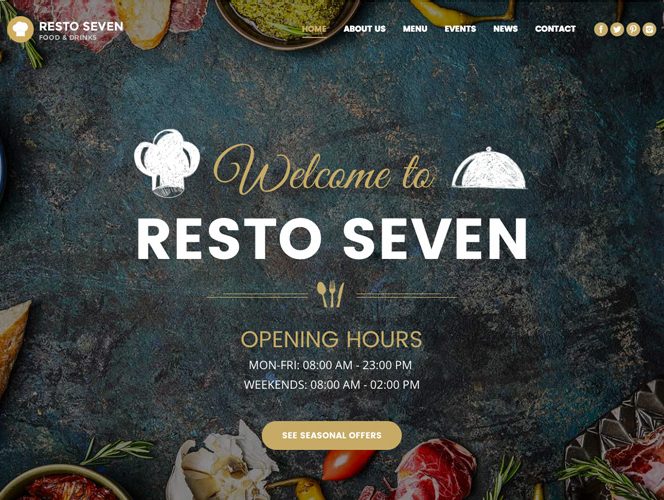 RESTO SEVEN
FOOD & DRINKS
HOME ABOUT US MENU EVENTS NEWS CONTACT
Welcome to
RESTO SEVEN
OPENING HOURS
MON-FRI: 08:00 AM - 23:00 PM
WEEKENDS: 08:00 AM - 02:00 PM
SEE SEASONAL OFFERS